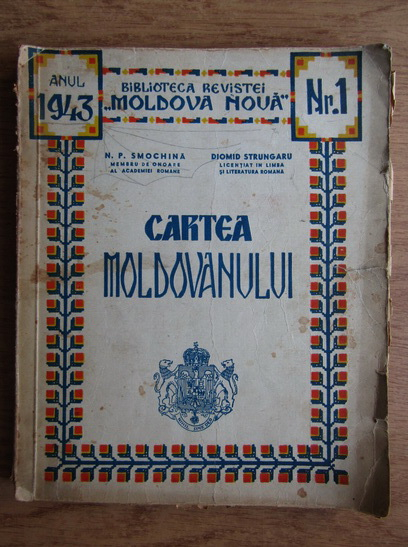 ANUL
1943
BIBLIOTECA REVISTEI
„MOLDOVA NOUĂ"
Nr.1
N. P. SMOCHINĂ
MEMBRU DE ONOARE
AL ACADEMIEI ROMÂNE
DIOMID STRUNGARU
LICENȚIAT ÎN LIMBA
ȘI LITERATURA ROMÂNĂ
CARTEA
MOLDOVANULUI